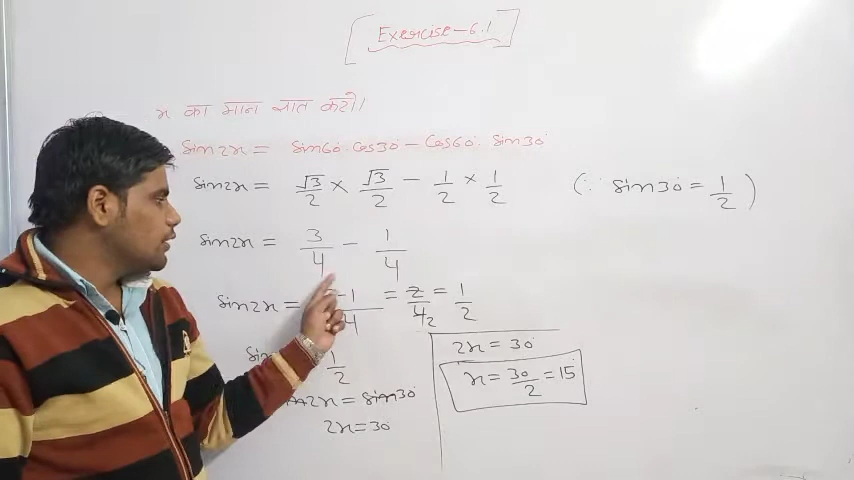 Exercise-6.1
x का मान ज्ञात करो।
Sin2x = Sin60°.Cos30° - Cos60°. Sin30°
Sin2x = √3/2 × √3/2 - 1/2 × 1/2 (∵ Sin30° = 1/2)
Sin2x = 3/4 - 1/4
Sin2x = -1/4 = 2/4 2 = 1/2
1/2
2x = Sin30°
2x = 30
2x = 30°
x = 30/2 = 15°